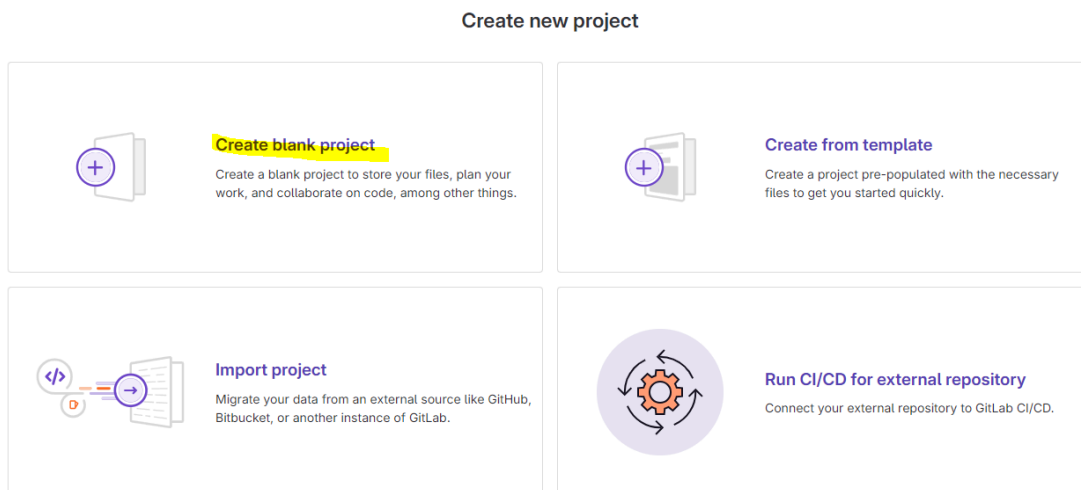 Create new project
Create blank project
Create a blank project to store your files, plan your
work, and collaborate on code, among other things.
Create from template
Create a project pre-populated with the necessary
files to get you started quickly.
Import project
Migrate your data from an external source like GitHub,
Bitbucket, or another instance of GitLab.
Run CI/CD for external repository
Connect your external repository to GitLab CI/CD.